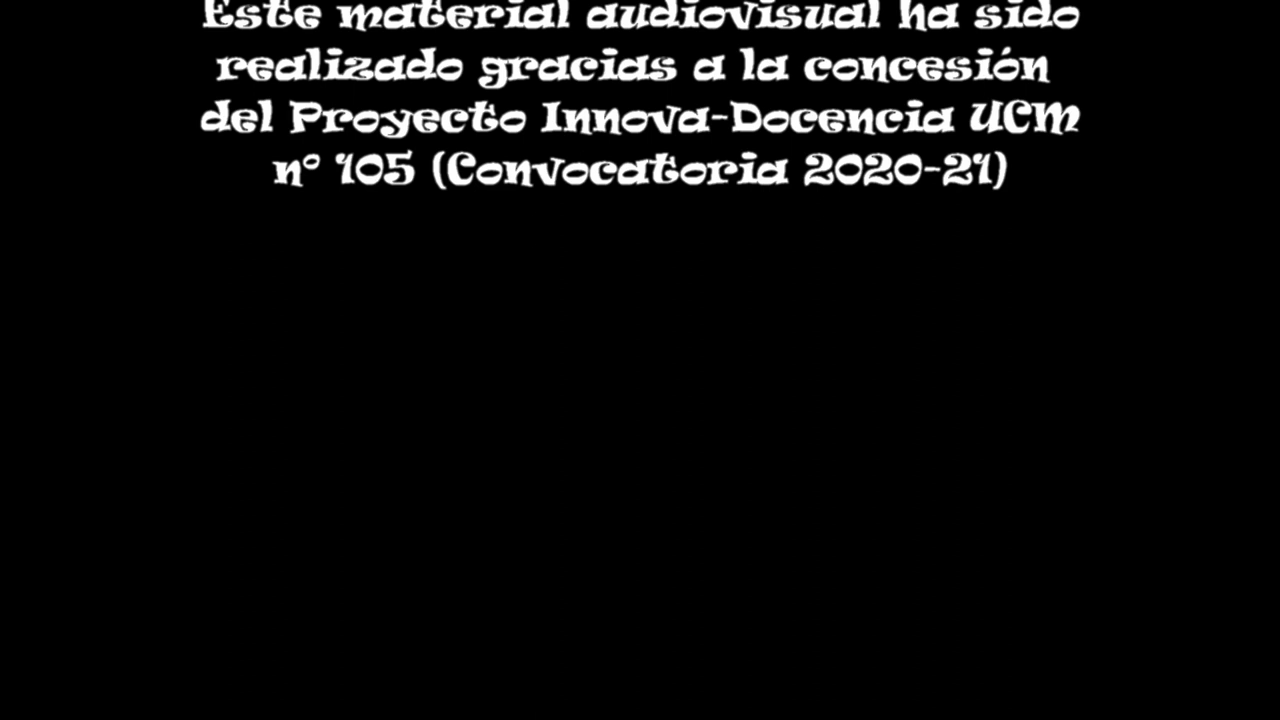 Este material audiovisual ha sido
realizado gracias a la concesión
del Proyecto Innova-Docencia UCM
nº 105 (Convocatoria 2020-21)